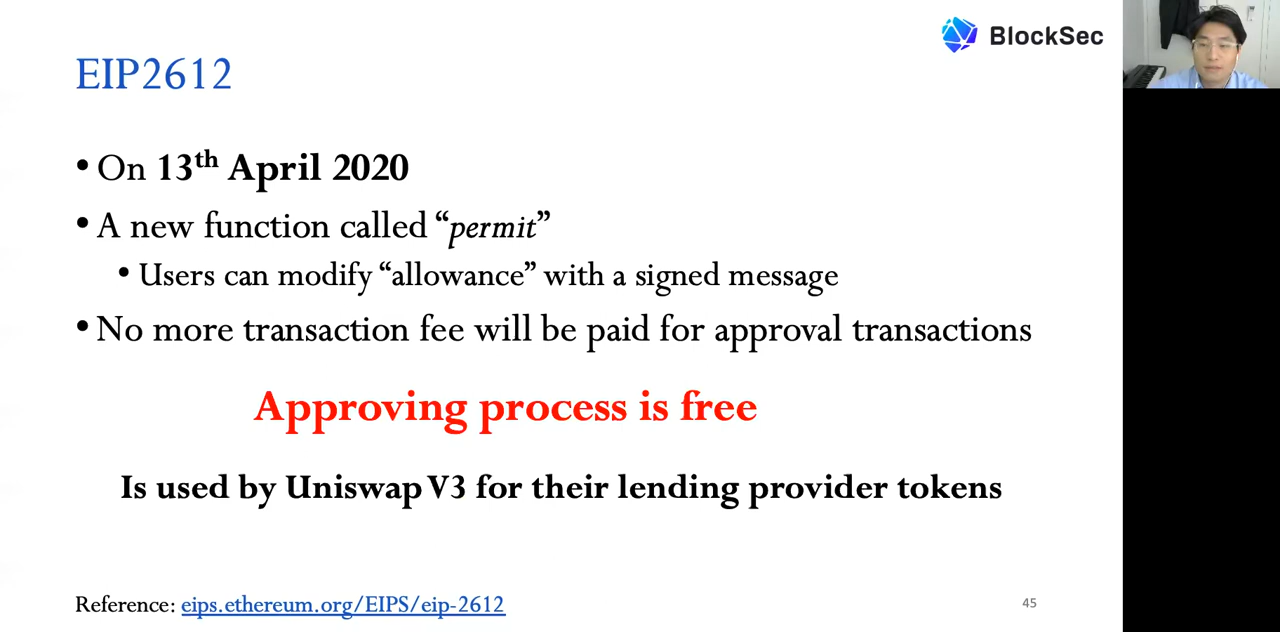 BlockSec
EIP2612
• On 13th April 2020
• A new function called “permit”
• Users can modify “allowance” with a signed message
• No more transaction fee will be paid for approval transactions
Approving process is free
Is used by Uniswap V3 for their lending provider tokens
Reference: eips.ethereum.org/EIPS/eip-2612
45